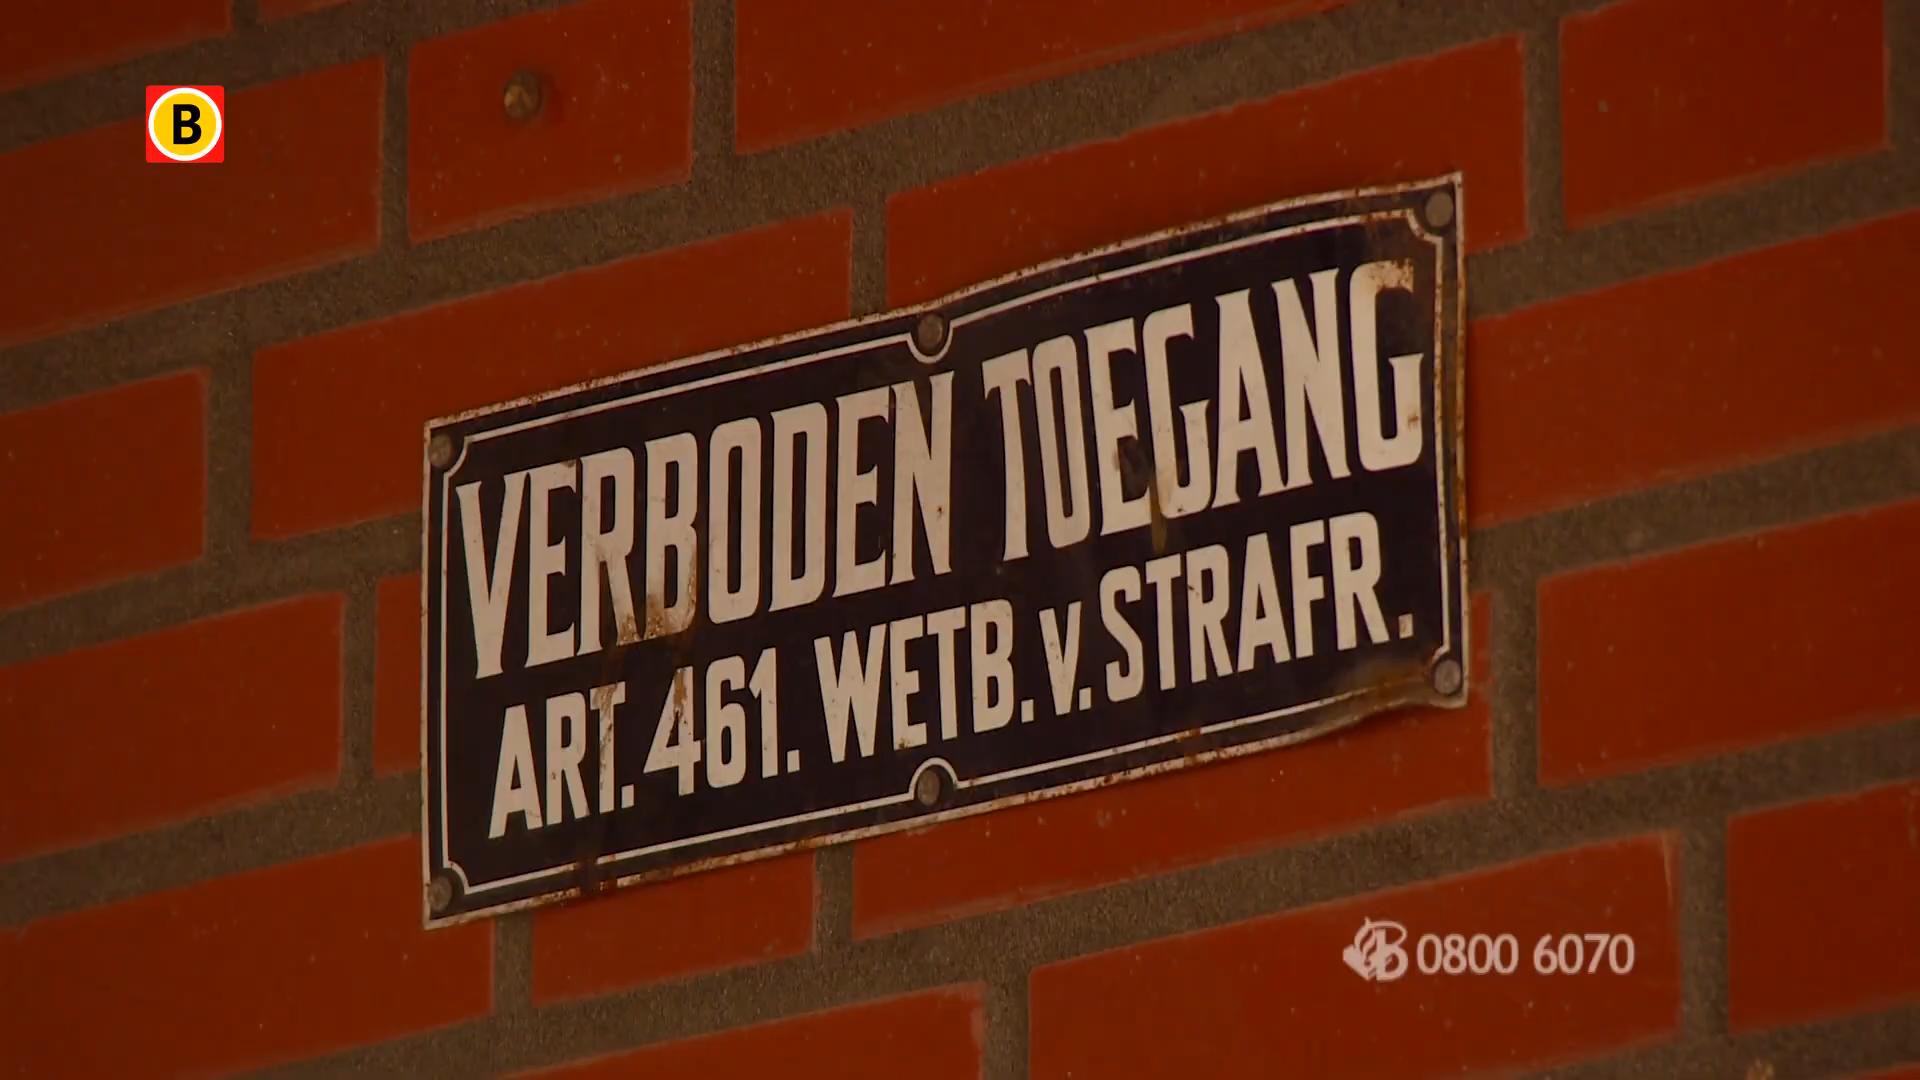 B
VERBODEN TOEGANG
ART. 461. WETB. V. STRAFR.
B 0800 6070